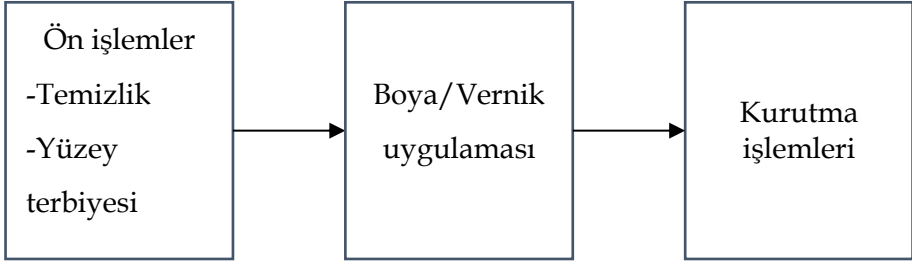 Ön işlemler
-Temizlik
-Yüzey
terbiyesi
Boya/Vernik
uygulaması
Kurutma
işlemleri